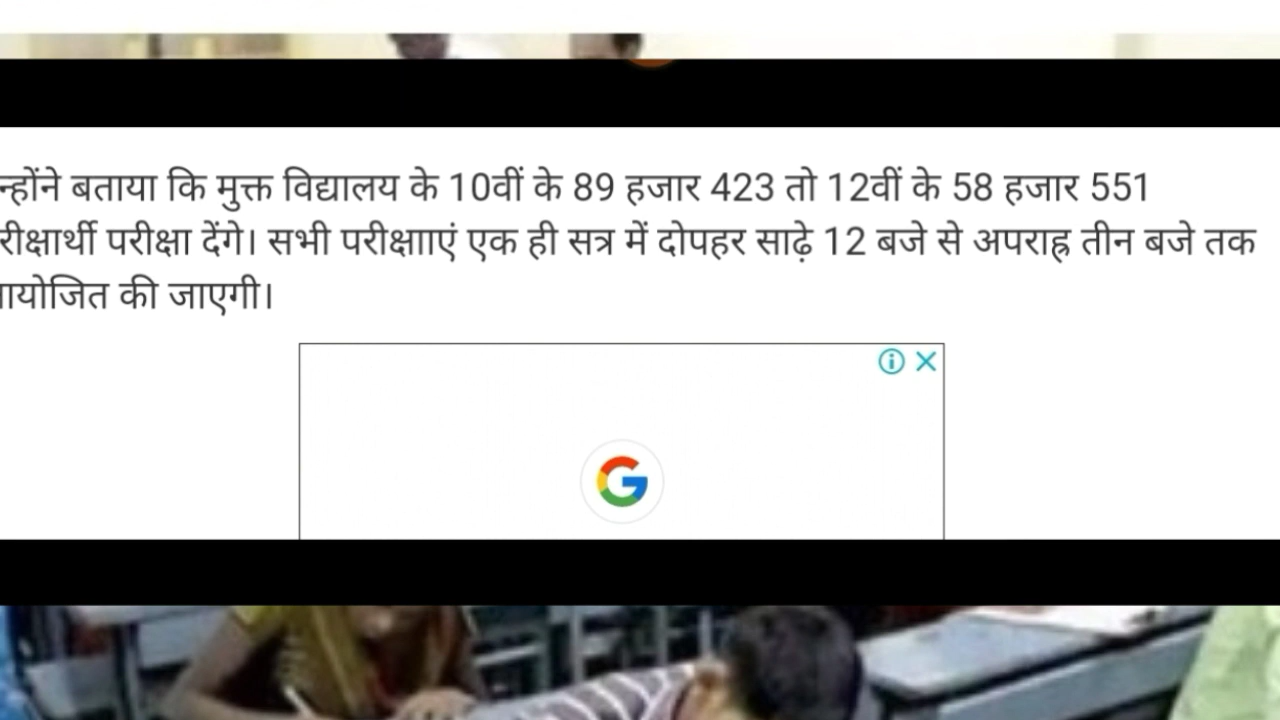 न्होंने बताया कि मुक्त विद्यालय के 10वीं के 89 हजार 423 तो 12वीं के 58 हजार 551
रीक्षार्थी परीक्षा देंगे। सभी परीक्षााएं एक ही सत्र में दोपहर साढ़े 12 बजे से अपराह्न तीन बजे तक
ायोजित की जाएगी।